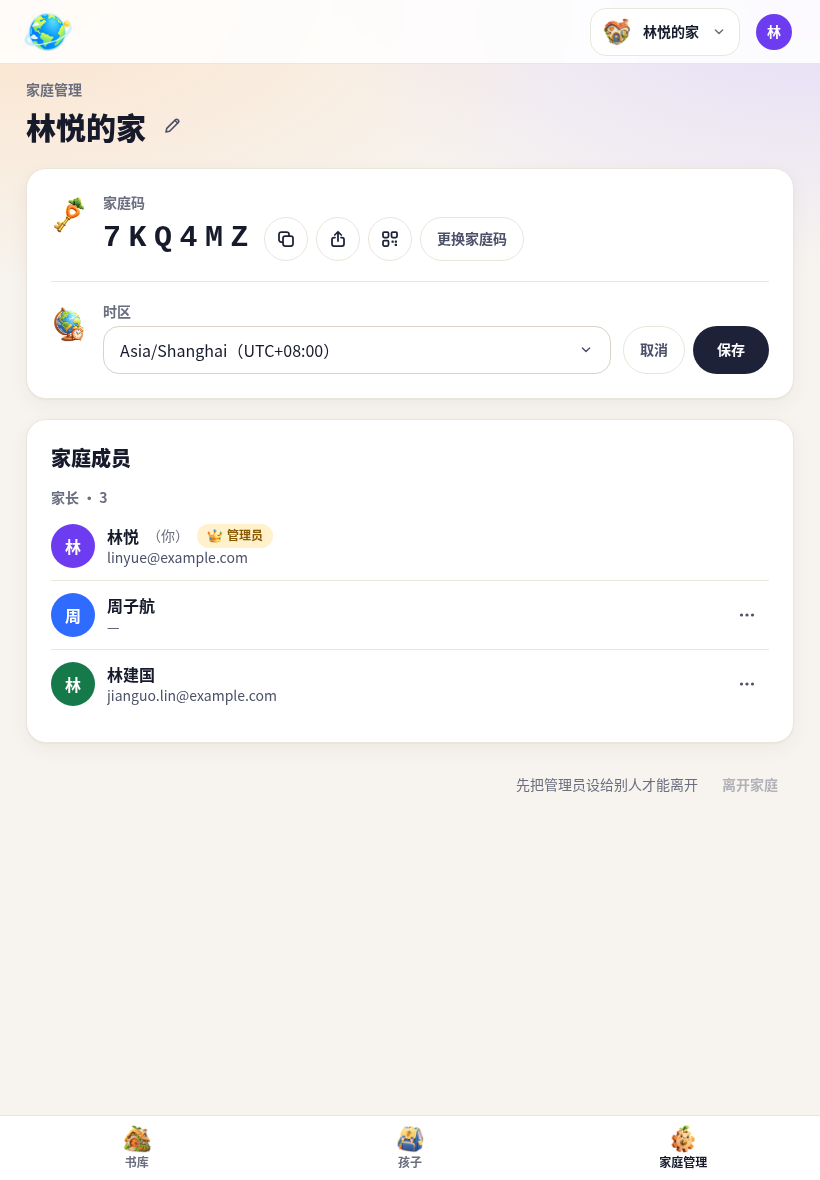 林悦的家
林
家庭管理
林悦的家
家庭码
7KQ4MZ
更换家庭码
时区
Asia/Shanghai（UTC+08:00）
取消
保存
家庭成员
家长 · 3
林
林悦 （你） 管理员
linyue@example.com
周
周子航
—
林
林建国
jianguo.lin@example.com
先把管理员设给别人才能离开 离开家庭
书库
孩子
家庭管理